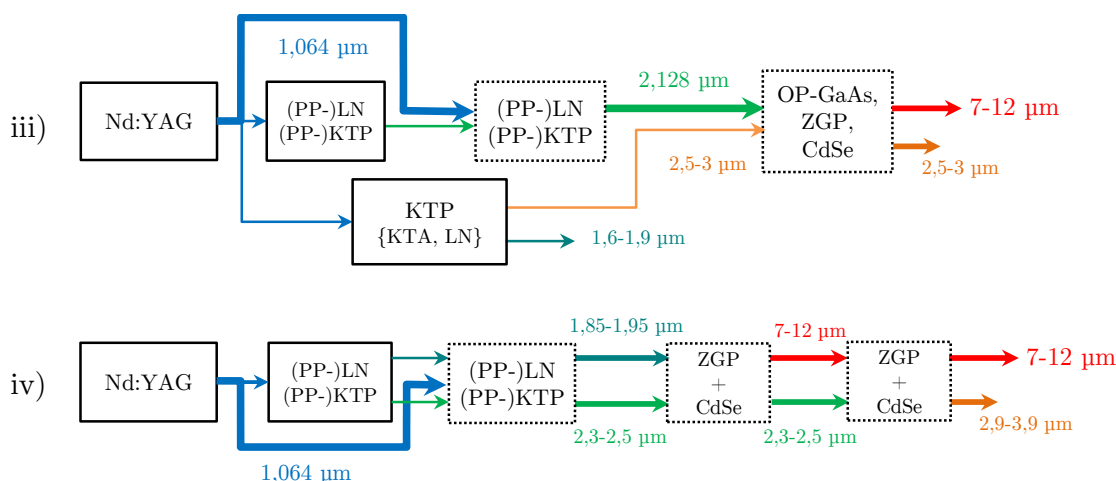 iii)
Nd:YAG
1,064 µm
(PP-)LN
(PP-)KTP
(PP-)LN
(PP-)KTP
2,128 µm
OP-GaAs,
ZGP,
CdSe
7-12 µm
2,5-3 µm
2,5-3 µm
KTP
{KTA, LN}
1,6-1,9 µm
iv)
Nd:YAG
(PP-)LN
(PP-)KTP
1,064 µm
(PP-)LN
(PP-)KTP
1,85-1,95 µm
2,3-2,5 µm
ZGP
+
CdSe
7-12 µm
2,3-2,5 µm
ZGP
+
CdSe
7-12 µm
2,9-3,9 µm